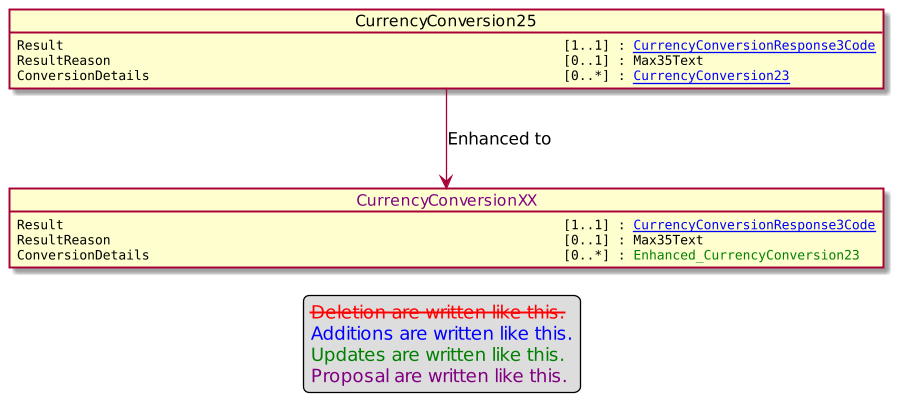 CurrencyConversion25
Result [1..1] : CurrencyConversionResponse3Code
ResultReason [0..1] : Max35Text
ConversionDetails [0..*] : CurrencyConversion23
Enhanced to
CurrencyConversionXX
Result [1..1] : CurrencyConversionResponse3Code
ResultReason [0..1] : Max35Text
ConversionDetails [0..*] : Enhanced_CurrencyConversion23
Deletion are written like this.
Additions are written like this.
Updates are written like this.
Proposal are written like this.